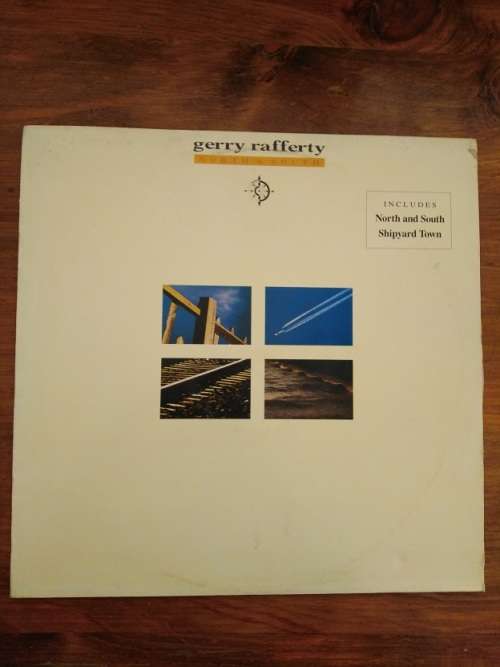 gerry rafferty
NORTH & SOUTH
INCLUDES
North and South
Shipyard Town